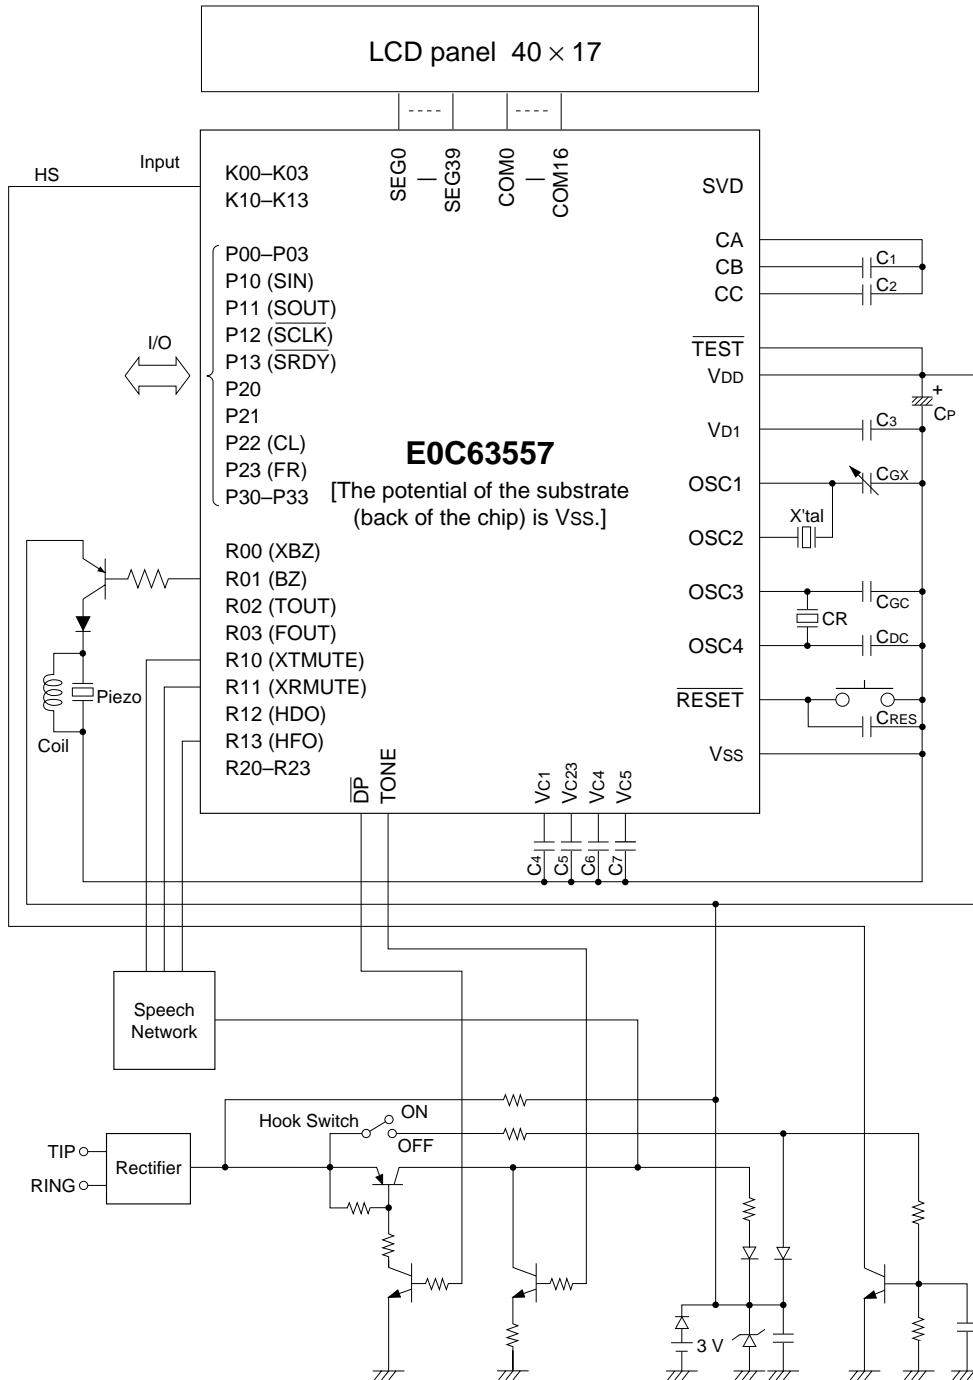 LCD panel 40 × 17
SEG0
SEG39
COM0
COM16
HS
Input
K00–K03
K10–K13
P00–P03
P10 (SIN)
P11 (SOUT)
P12 (SCLK)
P13 (SRDY)
P20
P21
P22 (CL)
P23 (FR)
P30–P33
I/O
R00 (XBZ)
R01 (BZ)
R02 (TOUT)
R03 (FOUT)
R10 (XTMUTE)
R11 (XRMUTE)
R12 (HDO)
R13 (HFO)
R20–R23
E0C63557
[The potential of the substrate
(back of the chip) is VSS.]
SVD
CA
CB
CC
TEST
VDD
VD1
OSC1
OSC2
OSC3
OSC4
RESET
VSS
C1
C2
+
CP
C3
CGX
X'tal
CGC
CR
CDC
CRES
Piezo
Coil
DP
TONE
VC1
VC23
VC4
VC5
C4
C5
C6
C7
Speech
Network
Hook Switch
ON
OFF
TIP
RING
Rectifier
3 V